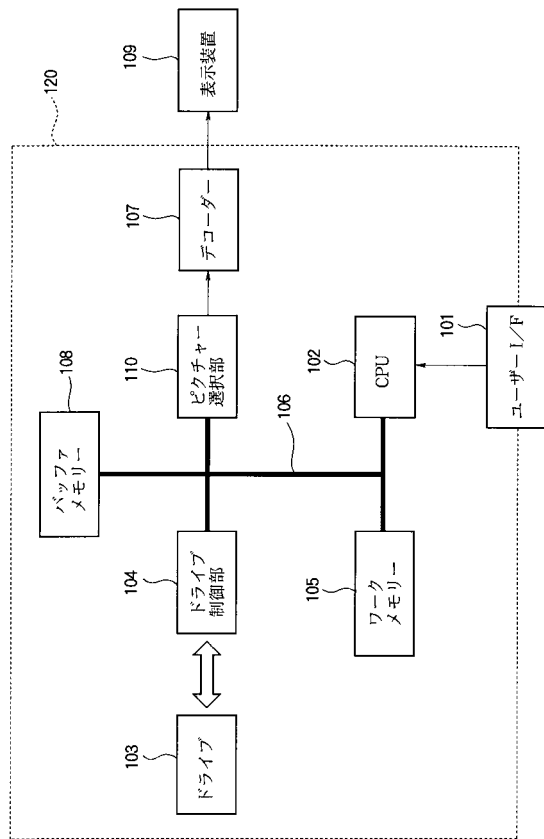 120
109
表示装置
107
デコーダー
110
ピクチャー
選択部
108
バッファ
メモリー
106
102
CPU
101
ユーザーI/F
104
ドライブ
制御部
105
ワーク
メモリー
103
ドライブ